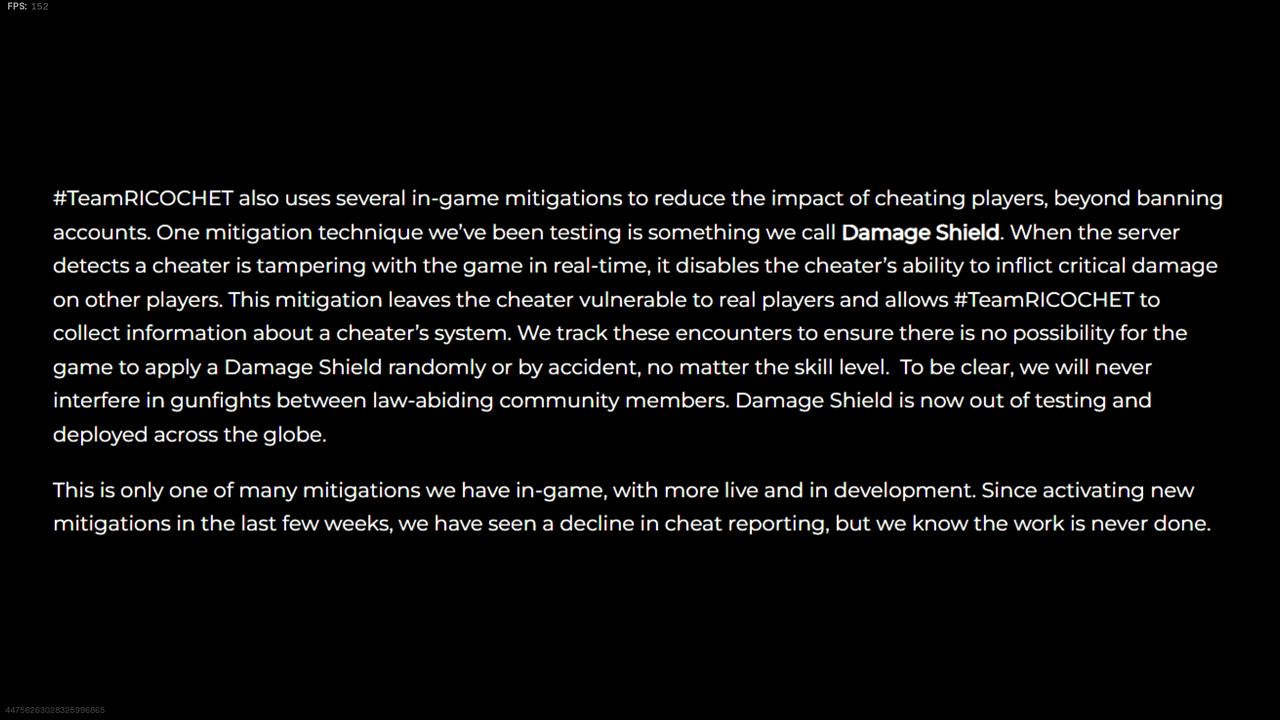 FPS: 152
#TeamRICOCHET also uses several in-game mitigations to reduce the impact of cheating players, beyond banning
accounts. One mitigation technique we’ve been testing is something we call Damage Shield. When the server
detects a cheater is tampering with the game in real-time, it disables the cheater’s ability to inflict critical damage
on other players. This mitigation leaves the cheater vulnerable to real players and allows #TeamRICOCHET to
collect information about a cheater’s system. We track these encounters to ensure there is no possibility for the
game to apply a Damage Shield randomly or by accident, no matter the skill level.  To be clear, we will never
interfere in gunfights between law-abiding community members. Damage Shield is now out of testing and
deployed across the globe.
This is only one of many mitigations we have in-game, with more live and in development. Since activating new
mitigations in the last few weeks, we have seen a decline in cheat reporting, but we know the work is never done.
44756263028325996865